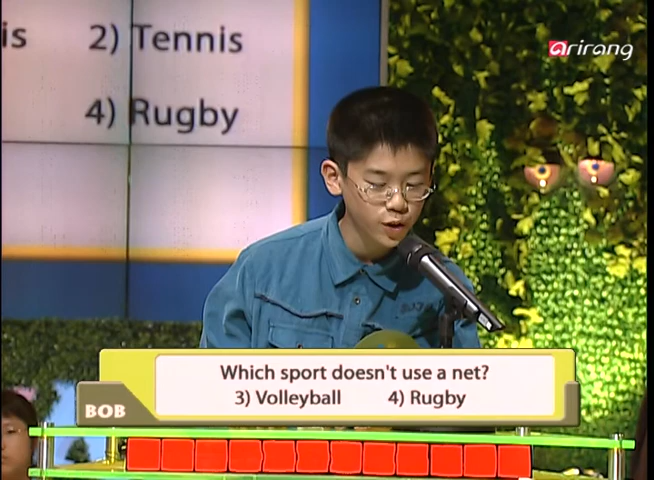 is 2) Tennis
arirang
4) Rugby
Which sport doesn't use a net?
3) Volleyball 4) Rugby
BOB